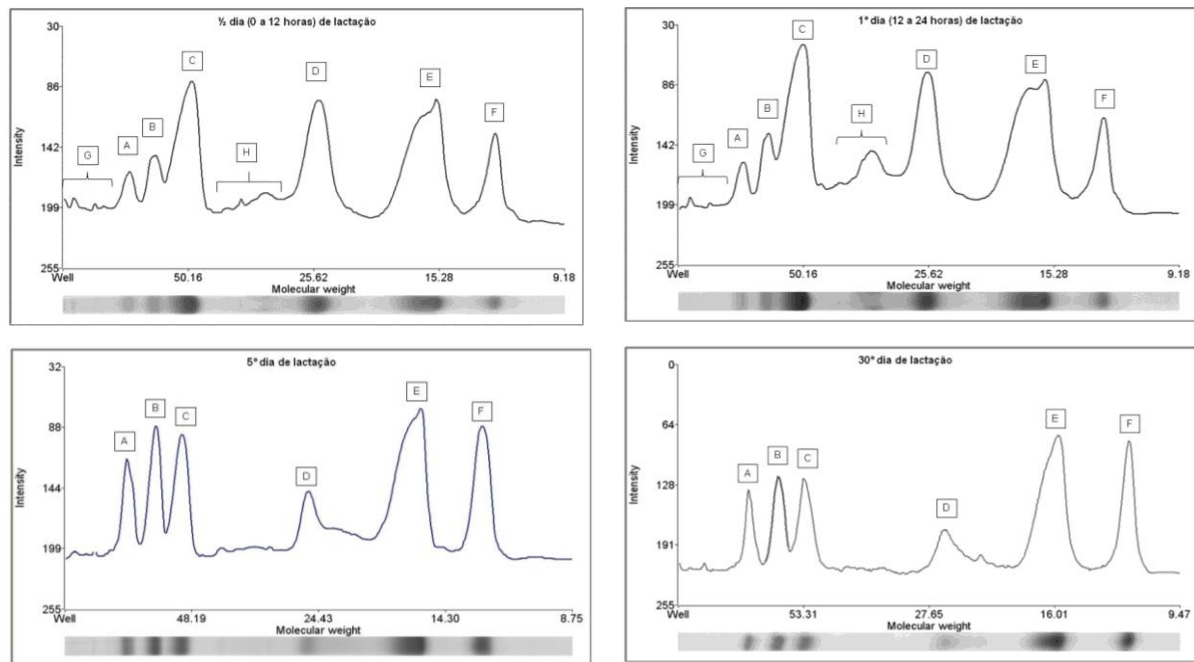 ½ dia (0 a 12 horas) de lactação
30
86
142
199
255
Intensity
G
A
B
C
H
D
E
F
Well
50.16
25.62
15.28
9.18
Molecular weight
1º dia (12 a 24 horas) de lactação
30
86
142
199
255
Intensity
G
A
B
C
H
D
E
F
Well
50.16
25.62
15.28
9.18
Molecular weight
5º dia de lactação
32
88
144
199
255
Intensity
A
B
C
D
E
F
Well
48.19
24.43
14.30
8.75
Molecular weight
30º dia de lactação
0
64
128
191
255
Intensity
A
B
C
D
E
F
Well
53.31
27.65
16.01
9.47
Molecular weight